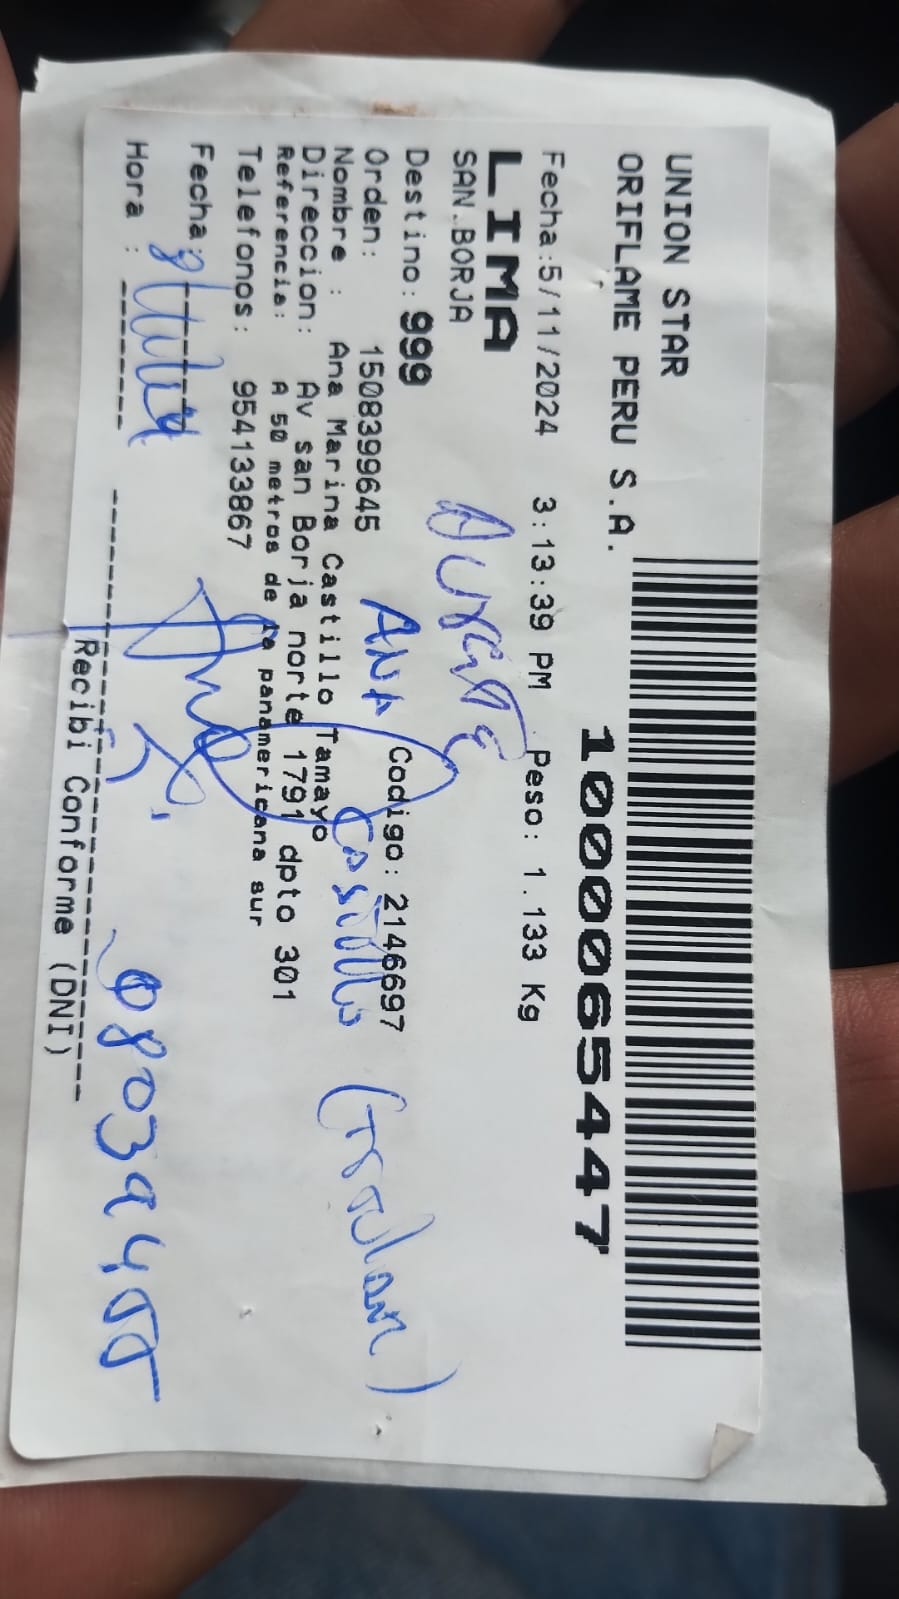 UNION STAR
ORIFLAME PERU S.A.
1000065447
Fecha:5/11/2024 3:13:39 PM Peso: 1.133 Kg
LIMA
SAN.BORJA
Destino: 999
Orden: 1508399645 Codigo: 2146697
ANA Castillo
Nombre : Ana Marina Castillo Tamayo
Direccion: Av san Borja norte 1791 dpto 301
Referencia: A 50 metros de la panamericana sur
Telefonos: 954133867
Fecha:
Hora :
Recibi Conforme (DNI)